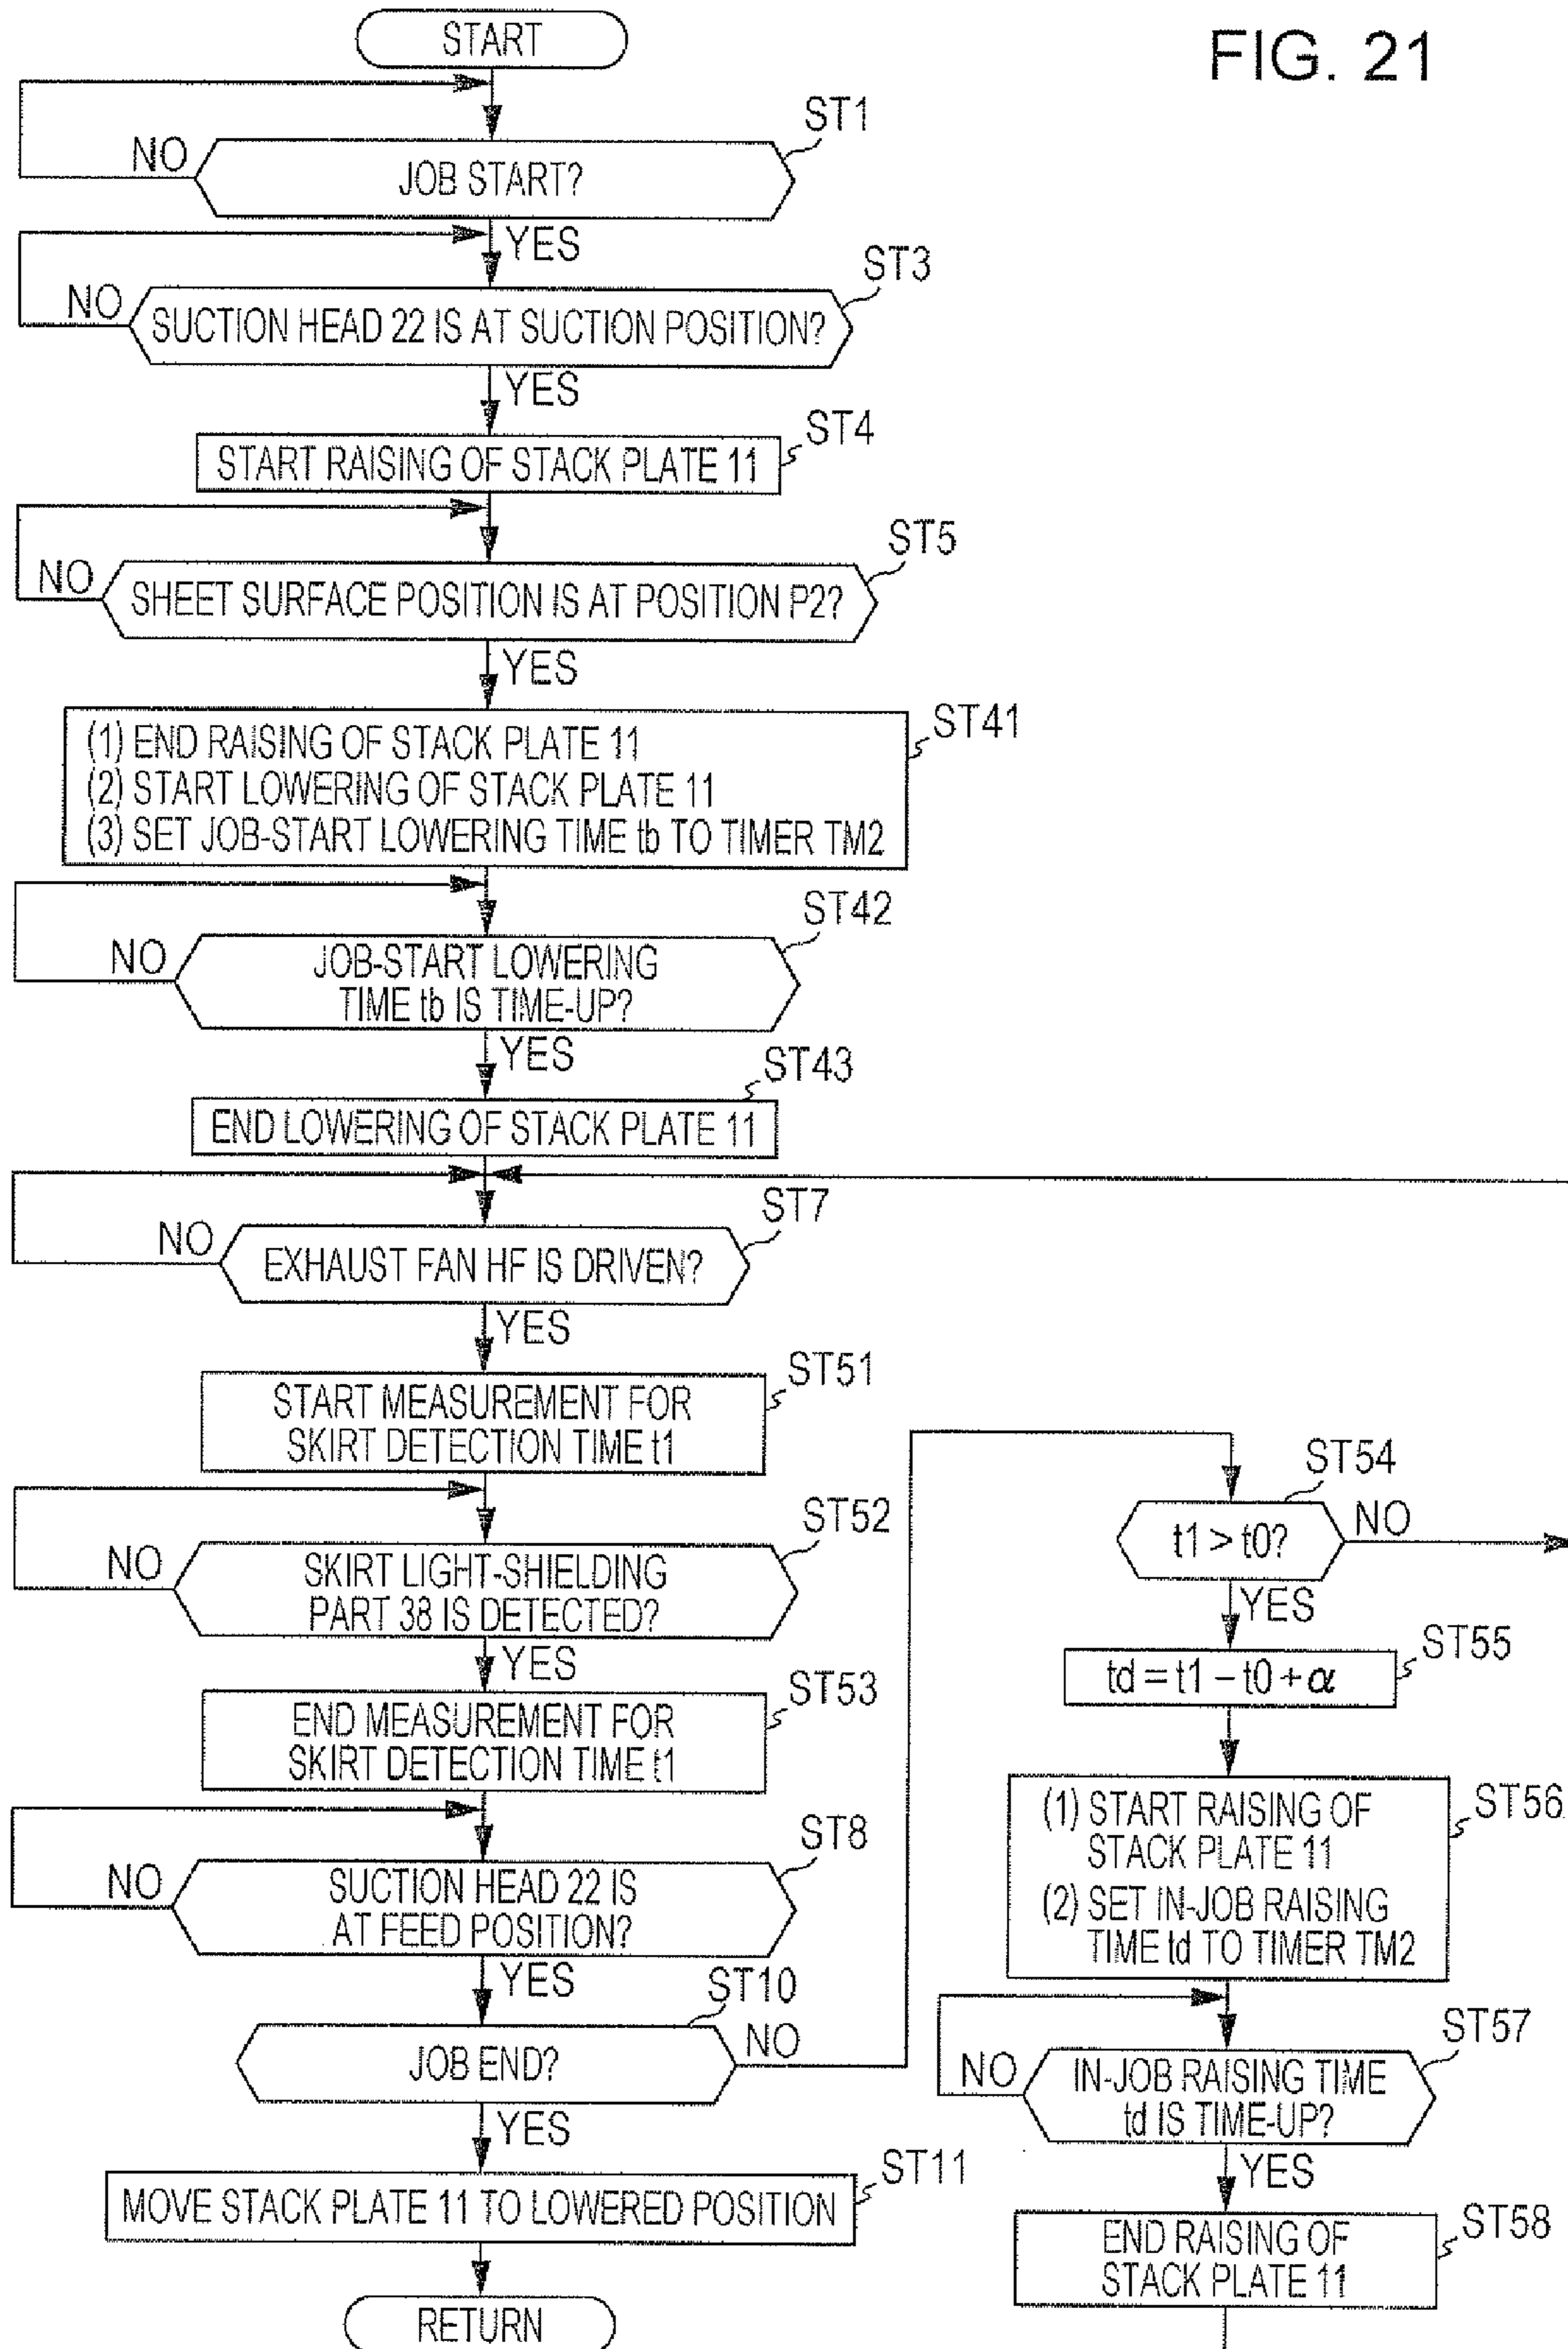 FIG. 21
START
ST1
NO
JOB START?
YES
ST3
NO
SUCTION HEAD 22 IS AT SUCTION POSITION?
YES
ST4
START RAISING OF STACK PLATE 11
ST5
NO
SHEET SURFACE POSITION IS AT POSITION P2?
YES
ST41
(1) END RAISING OF STACK PLATE 11
(2) START LOWERING OF STACK PLATE 11
(3) SET JOB-START LOWERING TIME tb TO TIMER TM2
ST42
NO
JOB-START LOWERING
TIME tb IS TIME-UP?
YES
ST43
END LOWERING OF STACK PLATE 11
ST7
NO
EXHAUST FAN HF IS DRIVEN?
YES
ST51
START MEASUREMENT FOR
SKIRT DETECTION TIME t1
ST52
NO
SKIRT LIGHT-SHIELDING
PART 38 IS DETECTED?
YES
ST53
END MEASUREMENT FOR
SKIRT DETECTION TIME t1
ST8
NO
SUCTION HEAD 22 IS
AT FEED POSITION?
YES
ST10
JOB END?
NO
YES
ST11
MOVE STACK PLATE 11 TO LOWERED POSITION
RETURN
ST54
t1 > t0?
NO
YES
ST55
td = t1 – t0 + α
ST56
(1) START RAISING OF
STACK PLATE 11
(2) SET IN-JOB RAISING
TIME td TO TIMER TM2
ST57
NO
IN-JOB RAISING TIME
td IS TIME-UP?
YES
ST58
END RAISING OF
STACK PLATE 11